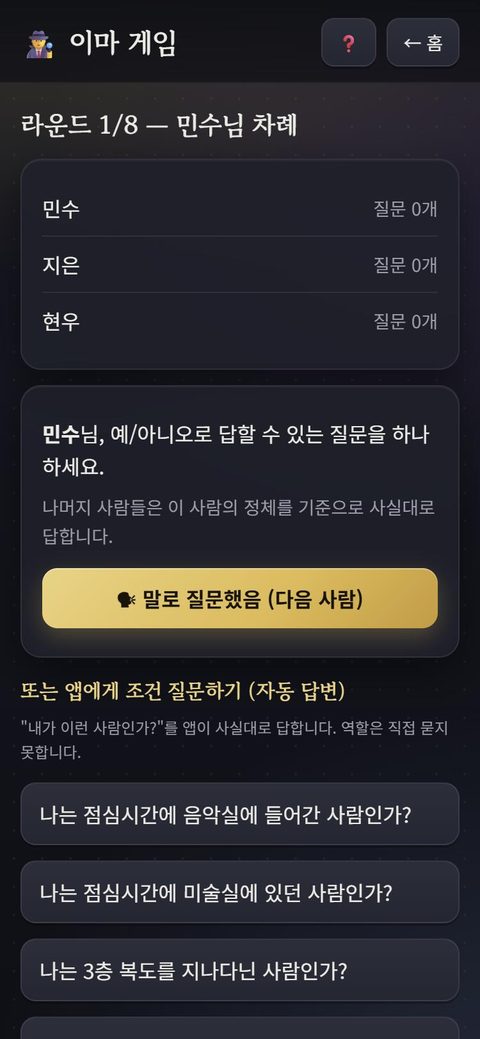 이마 게임
❓
← 홈
라운드 1/8 — 민수님 차례
민수 질문 0개
지은 질문 0개
현우 질문 0개
민수님, 예/아니오로 답할 수 있는 질문을 하나
하세요.
나머지 사람들은 이 사람의 정체를 기준으로 사실대로
답합니다.
🗣 말로 질문했음 (다음 사람)
또는 앱에게 조건 질문하기 (자동 답변)
"내가 이런 사람인가?"를 앱이 사실대로 답합니다. 역할은 직접 묻지
못합니다.
나는 점심시간에 음악실에 들어간 사람인가?
나는 점심시간에 미술실에 있던 사람인가?
나는 3층 복도를 지나다닌 사람인가?